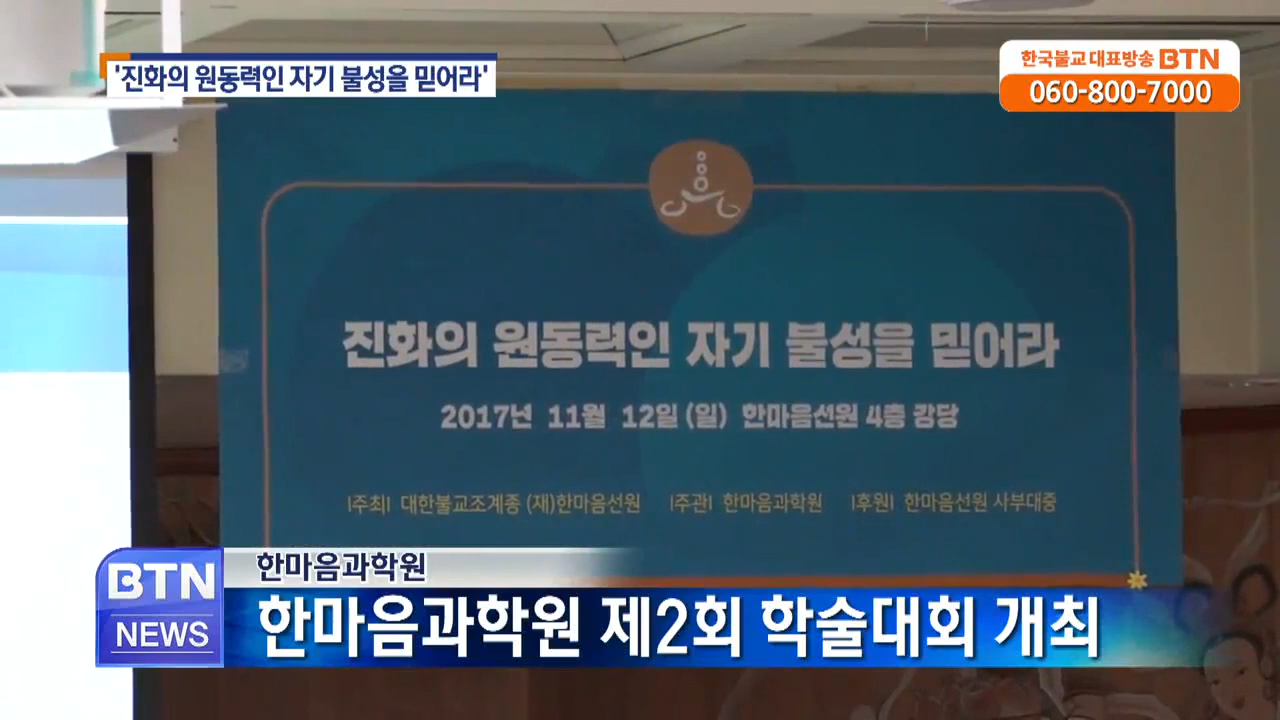 '진화의 원동력인 자기 불성을 믿어라'
한국불교 대표방송 BTN
060-800-7000
진화의 원동력인 자기 불성을 믿어라
2017년 11월 12일 (일) 한마음선원 4층 강당
|주최| 대한불교조계종 (재)한마음선원 |주관| 한마음과학원 |후원| 한마음선원 사부대중
한마음과학원
BTN
NEWS
한마음과학원 제2회 학술대회 개최